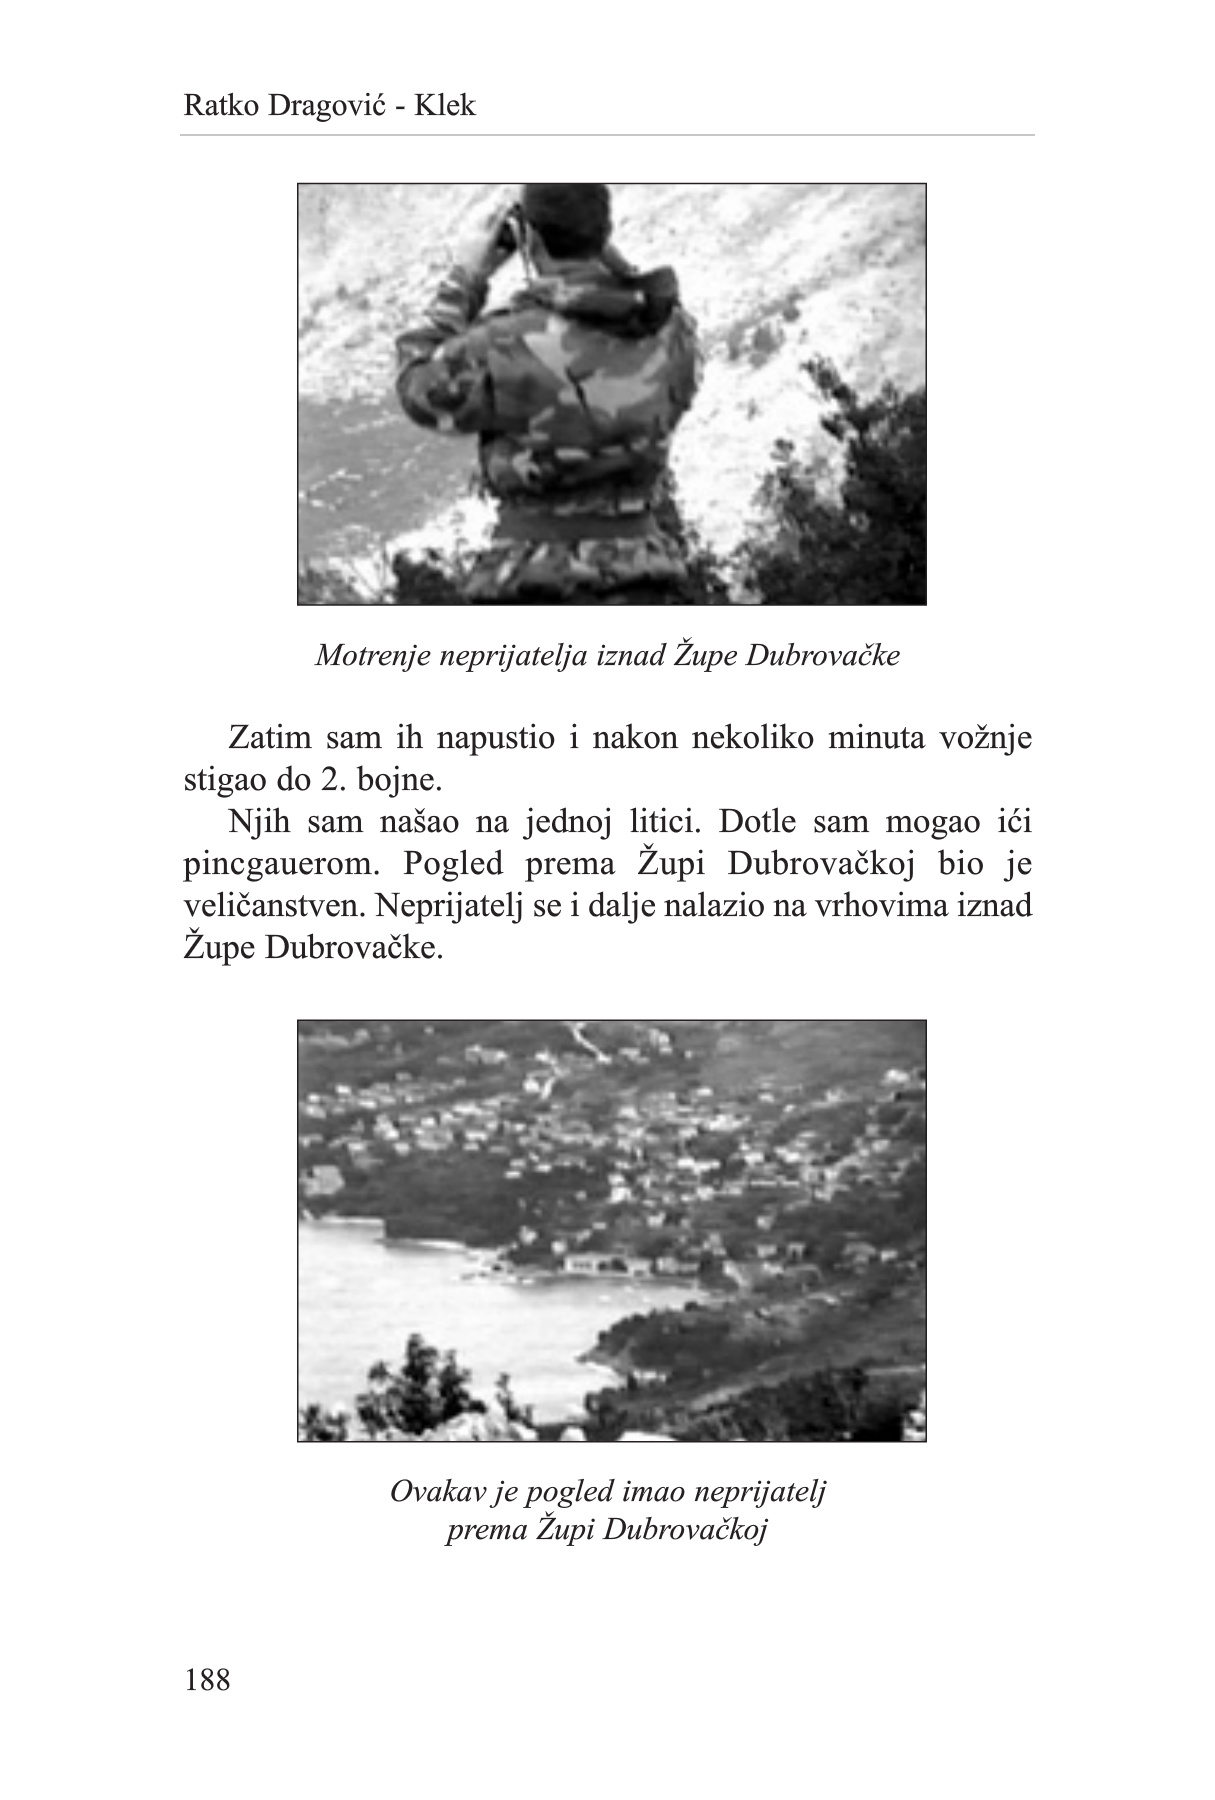 Ratko Dragović - Klek
Motrenje neprijatelja iznad Župe Dubrovačke
Zatim sam ih napustio i nakon nekoliko minuta vožnje
stigao do 2. bojne.
Njih sam našao na jednoj litici. Dotle sam mogao ići
pincgauerom. Pogled prema Župi Dubrovačkoj bio je
veličanstven. Neprijatelj se i dalje nalazio na vrhovima iznad
Župe Dubrovačke.
Ovakav je pogled imao neprijatelj
prema Župi Dubrovačkoj
188